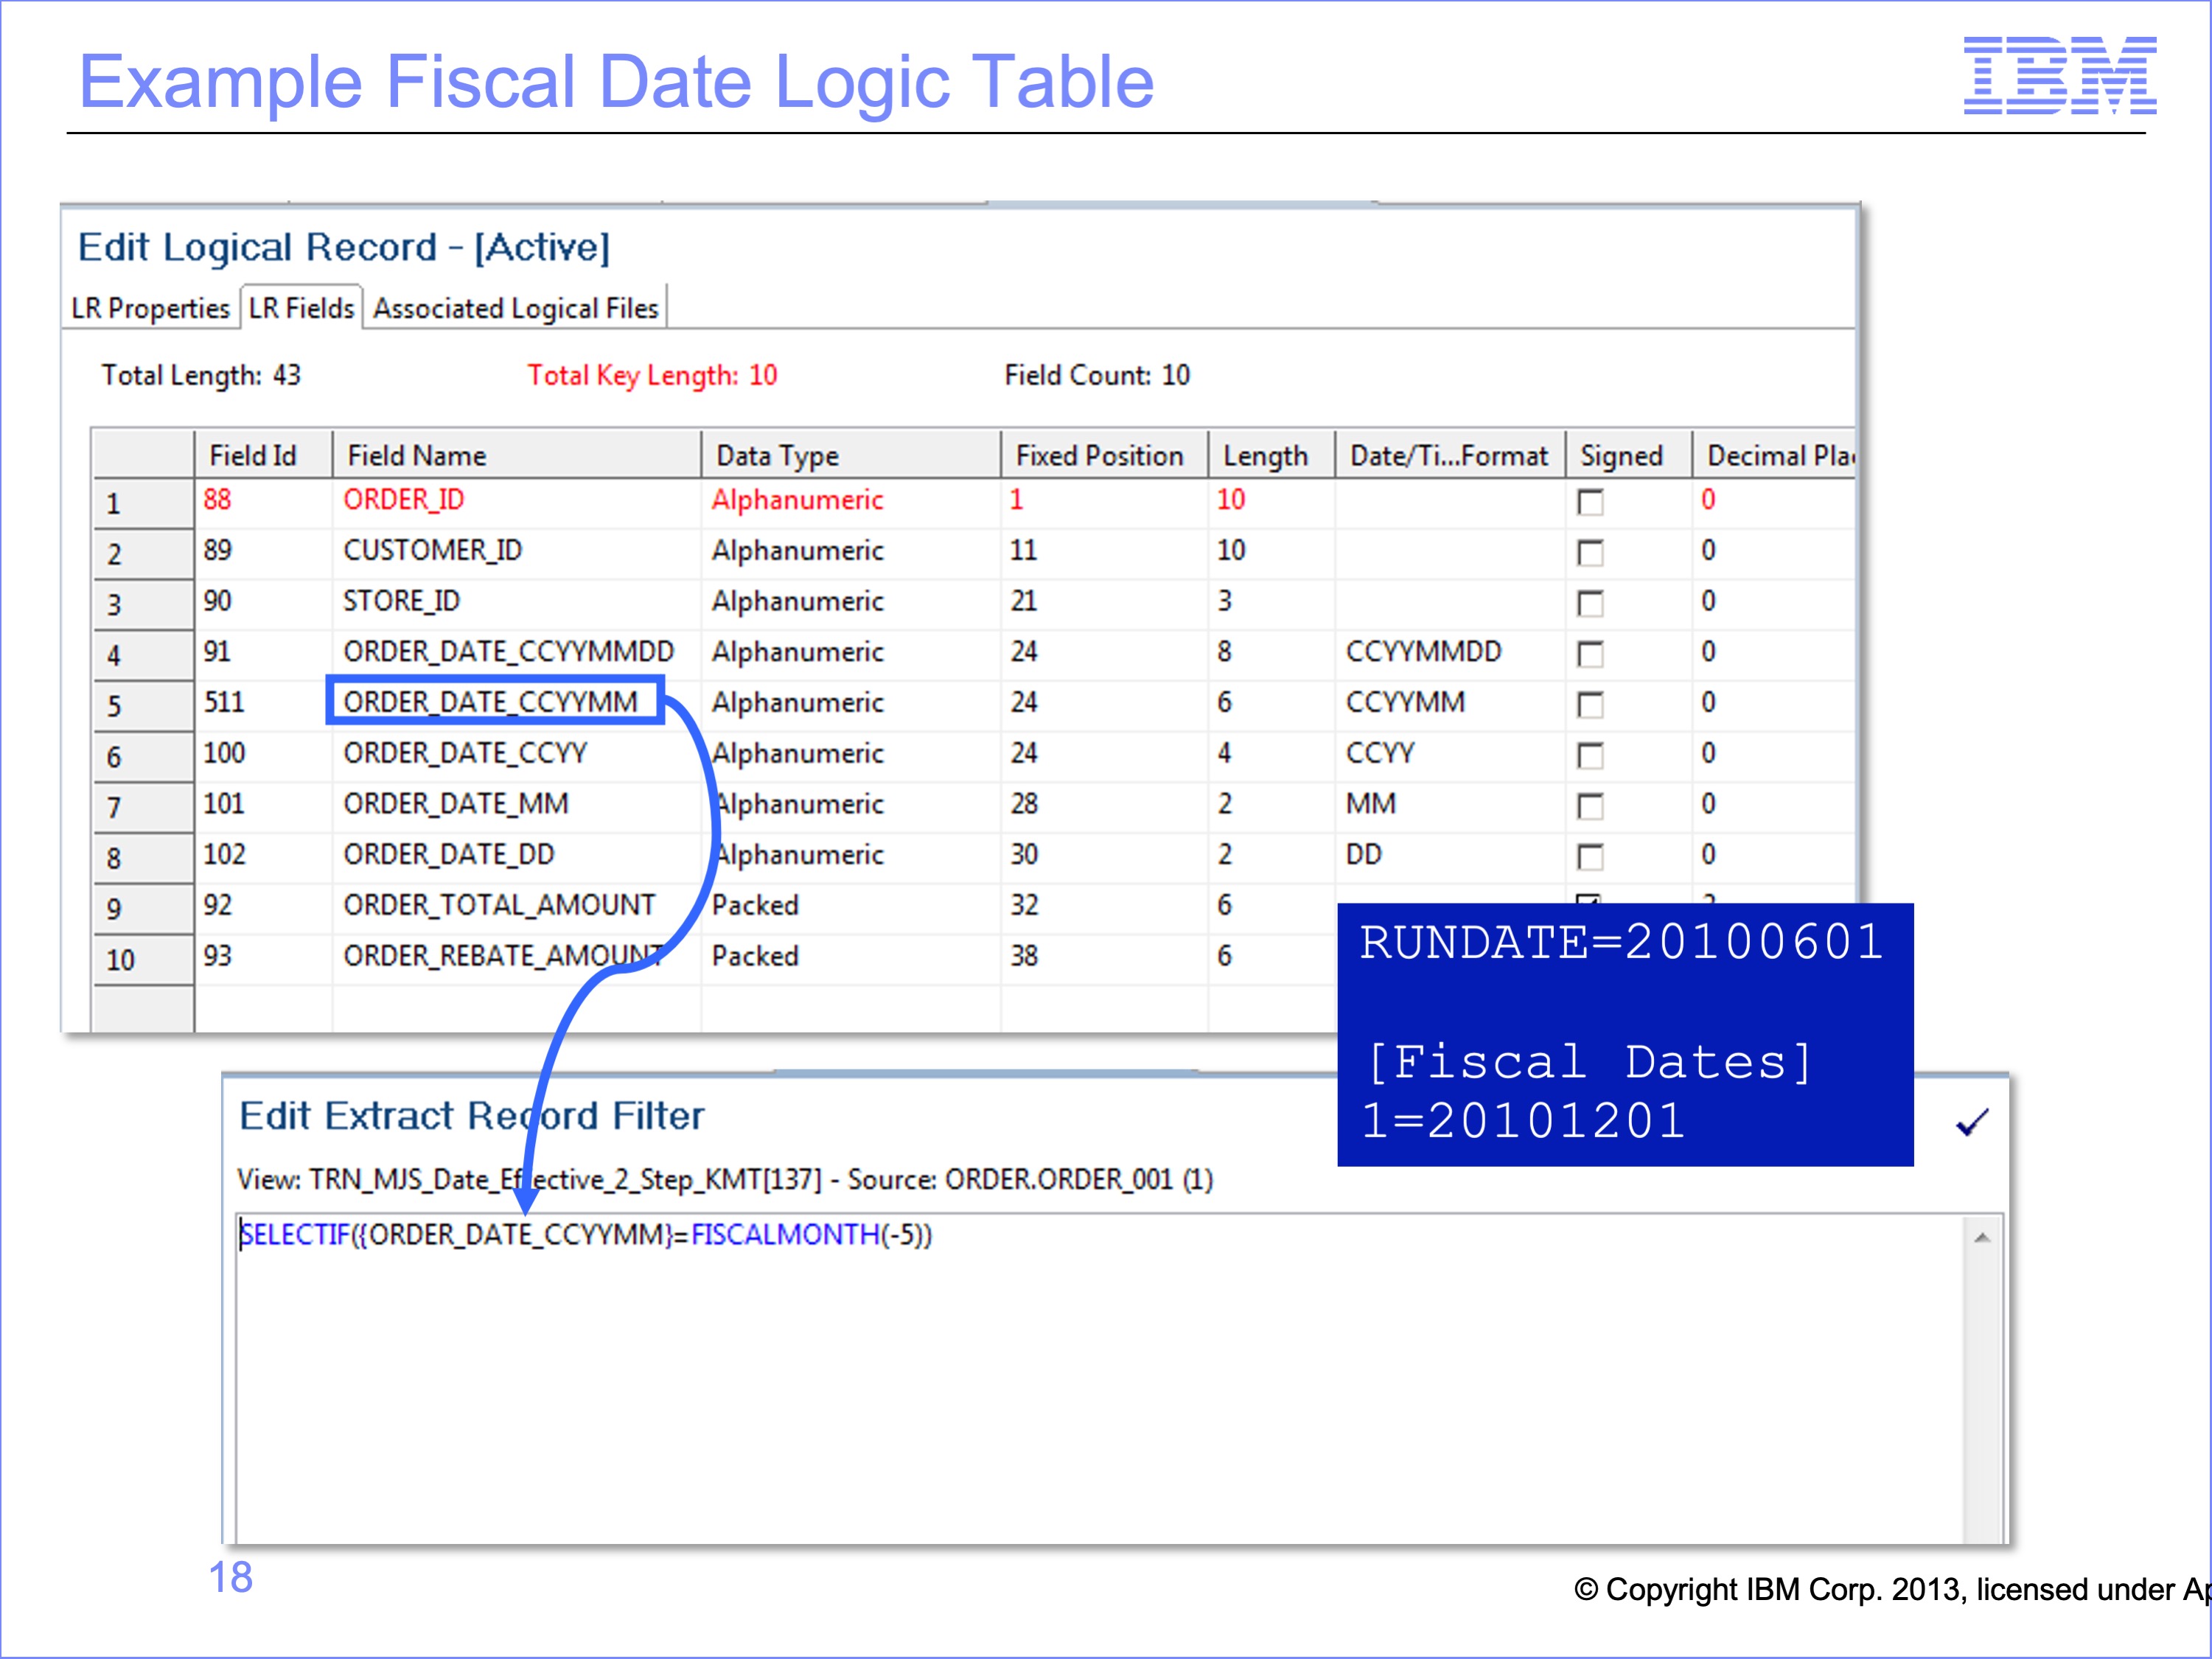 Example Fiscal Date Logic Table
IBM
Edit Logical Record - [Active]
LR Properties LR Fields Associated Logical Files
Total Length: 43 Total Key Length: 10 Field Count: 10
Field Id Field Name Data Type Fixed Position Length Date/Ti...Format Signed Decimal
1 88 ORDER_ID Alphanumeric 1 10 0
2 89 CUSTOMER_ID Alphanumeric 11 10 0
3 90 STORE_ID Alphanumeric 21 3 0
4 91 ORDER_DATE_CCYYMMDD Alphanumeric 24 8 CCYYMMDD 0
5 511 ORDER_DATE_CCYYMM Alphanumeric 24 6 CCYYMM 0
6 100 ORDER_DATE_CCYY Alphanumeric 24 4 CCYY 0
7 101 ORDER_DATE_MM Alphanumeric 28 2 MM 0
8 102 ORDER_DATE_DD Alphanumeric 30 2 DD 0
9 92 ORDER_TOTAL_AMOUNT Packed 32 6
10 93 ORDER_REBATE_AMOUNT Packed 38 6
RUNDATE=20100601
[Fiscal Dates]
1=20101201
Edit Extract Record Filter
View: TRN_MJS_Date_Effective_2_Step_KMT[137] - Source: ORDER.ORDER_001 (1)
SELECTIF({ORDER_DATE_CCYYMM}=FISCALMONTH(-5))
18
© Copyright IBM Corp. 2013, licensed under